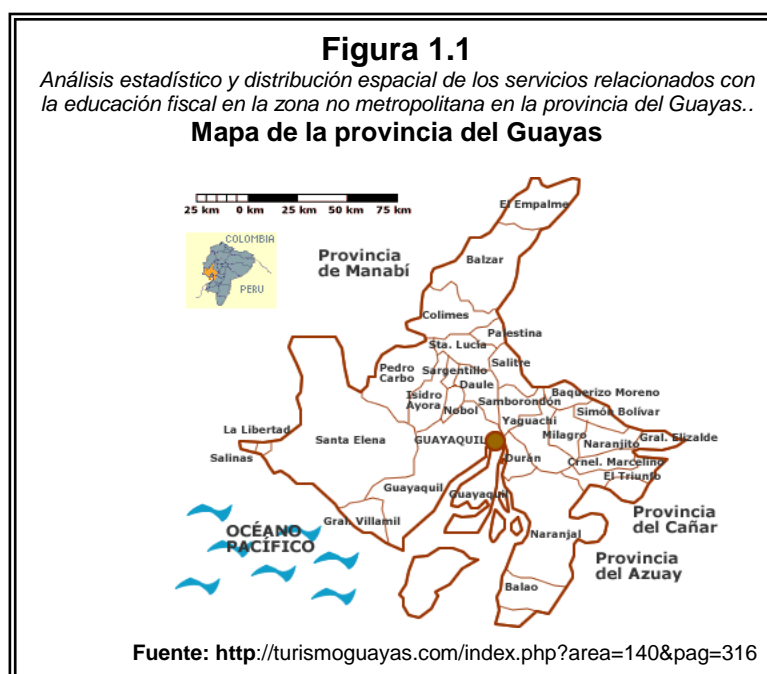 Figura 1.1
Análisis estadístico y distribución espacial de los servicios relacionados con
la educación fiscal en la zona no metropolitana en la provincia del Guayas..
Mapa de la provincia del Guayas
25 km 0 km 25 km 50 km 75 km
COLOMBIA
PERU
Provincia
de Manabí
El Empalme
Balzar
Colimes
Palestina
Sta. Lucía
Salitre
Pedro
Carbo
Sargentillo
Daule
Isidro
Ayora
Nobol
Samborondón
Baquerizo Moreno
Simón Bolívar
Yaguachi
Milagro
Naranjito
Gral. Elizalde
La Libertad
Salinas
Santa Elena
GUAYAQUIL
Durán
Crnel. Marcelino
El Triunfo
Guayaquil
Guayaquil
Gral. Villamil
OCÉANO
PACÍFICO
Naranjal
Provincia
del Cañar
Provincia
del Azuay
Balao
Fuente: http://turismoguayas.com/index.php?area=140&pag=316